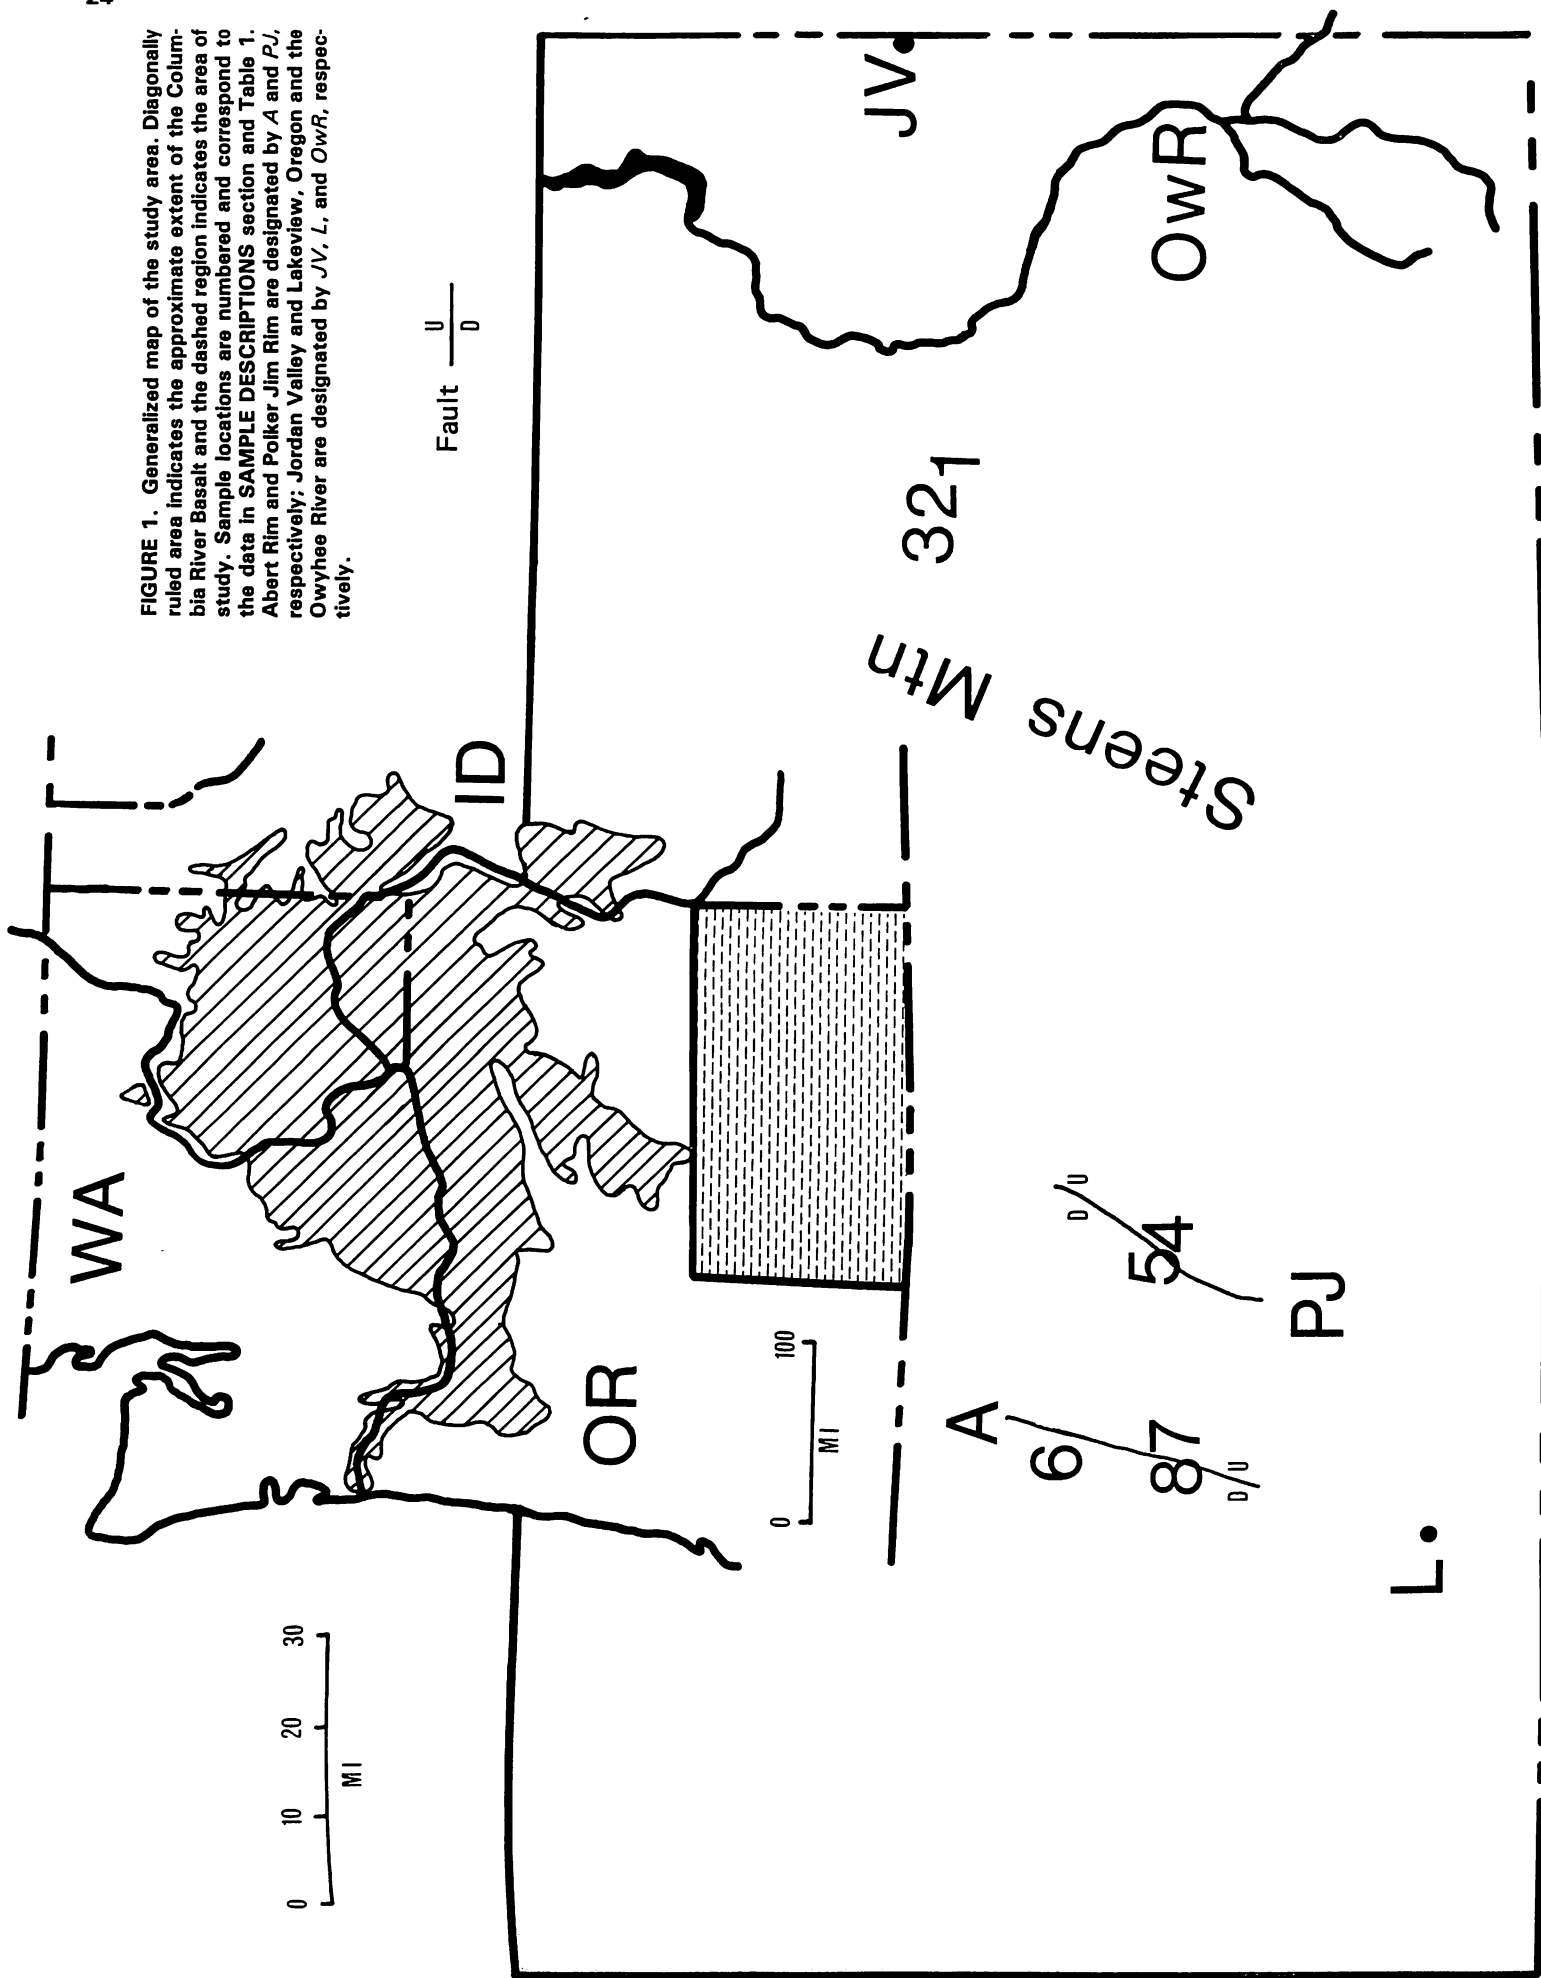 24
FIGURE 1. Generalized map of the study area. Diagonally
ruled area indicates the approximate extent of the Colum-
bia River Basalt and the dashed region indicates the area of
study. Sample locations are numbered and correspond to
the data in SAMPLE DESCRIPTIONS section and Table 1.
Abert Rim and Polker Jim Rim are designated by A and PJ,
respectively; Jordan Valley and Lakeview, Oregon and the
Owyhee River are designated by JV, L, and OwR, respec-
tively.
Fault
U
D
WA
ID
OR
0 100
MI
0 10 20 30
MI
JV
OwR
321
Steens Mtn
D U
54
PJ
A
6
87
D U
L